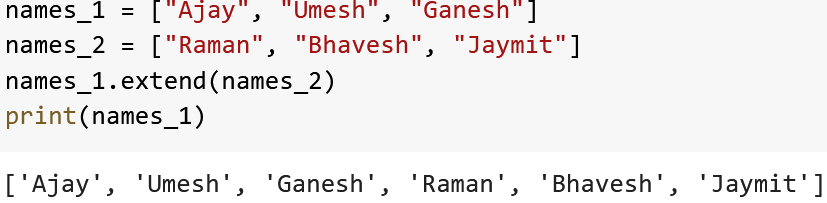 names_1 = ["Ajay", "Umesh", "Ganesh"]
names_2 = ["Raman", "Bhavesh", "Jaymit"]
names_1.extend(names_2)
print(names_1)
['Ajay', 'Umesh', 'Ganesh', 'Raman', 'Bhavesh', 'Jaymit']